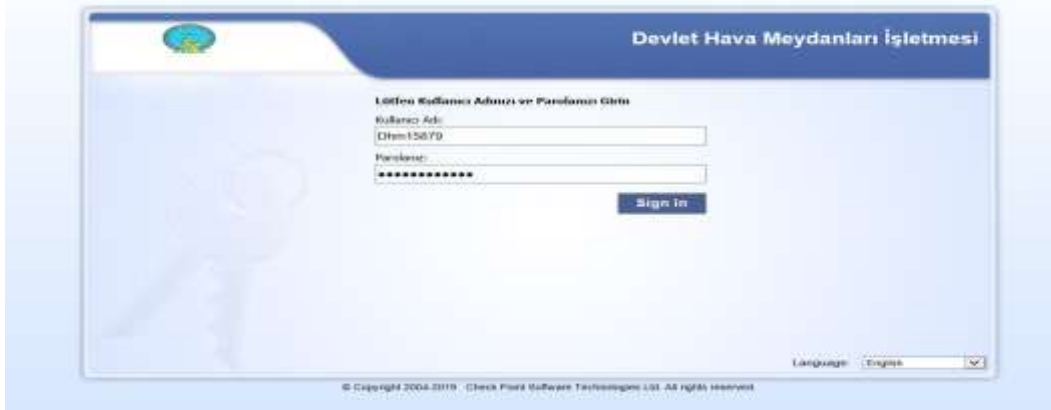 Devlet Hava Meydanları İşletmesi
Lütfen Kullanıcı Adınızı ve Parolanızı Girin
Kullanıcı Adı:
Dhmi15879
Parolanız:
••••••••••••
Sign In
Language: English
© Copyright 2004-2019 Check Point Software Technologies Ltd. All rights reserved.